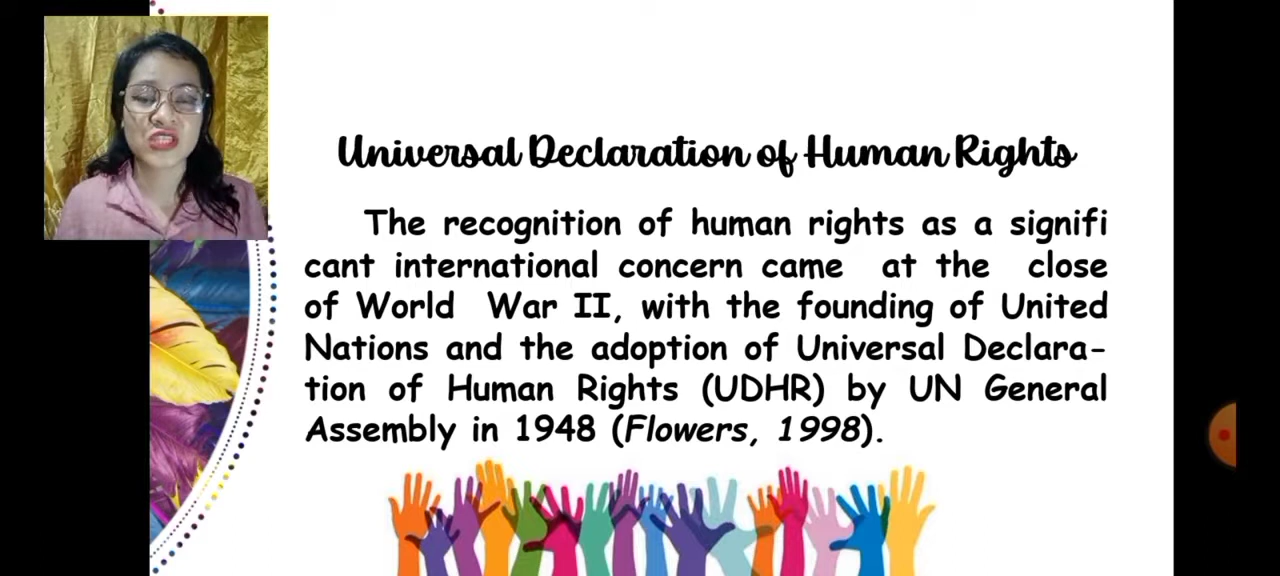 Universal Declaration of Human Rights
The recognition of human rights as a signifi
cant international concern came at the close
of World War II, with the founding of United
Nations and the adoption of Universal Declara-
tion of Human Rights (UDHR) by UN General
Assembly in 1948 (Flowers, 1998).